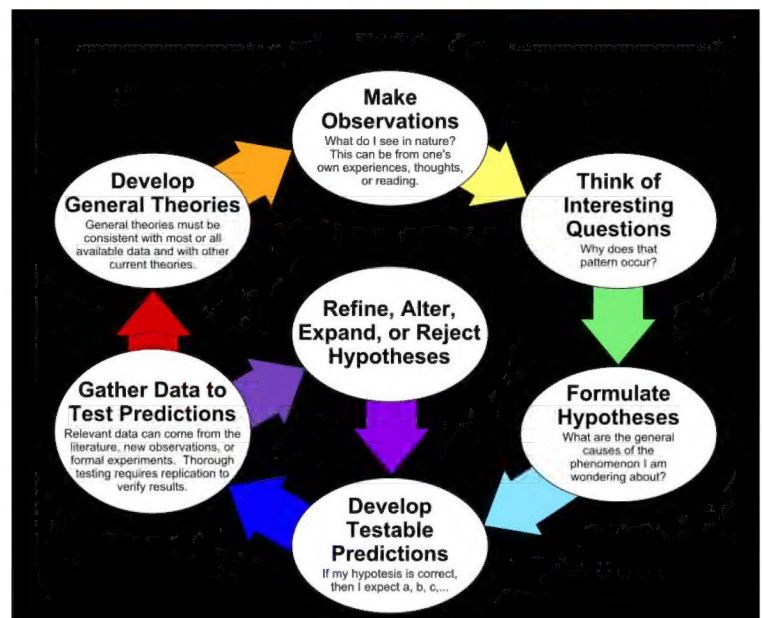 Make
Observations
What do I see in nature?
This can be from one's
own experiences, thoughts,
or reading.
Think of
Interesting
Questions
Why does that
pattern occur?
Formulate
Hypotheses
What are the general
causes of the
phenomenon I am
wondering about?
Develop
Testable
Predictions
If my hypotesis is correct,
then I expect a, b, c,...
Gather Data to
Test Predictions
Relevant data can come from the
literature, new observations, or
formal experiments. Thorough
testing requires replication to
verify results.
Refine, Alter,
Expand, or Reject
Hypotheses
Develop
General Theories
General theories must be
consistent with most or all
available data and with other
current theories.